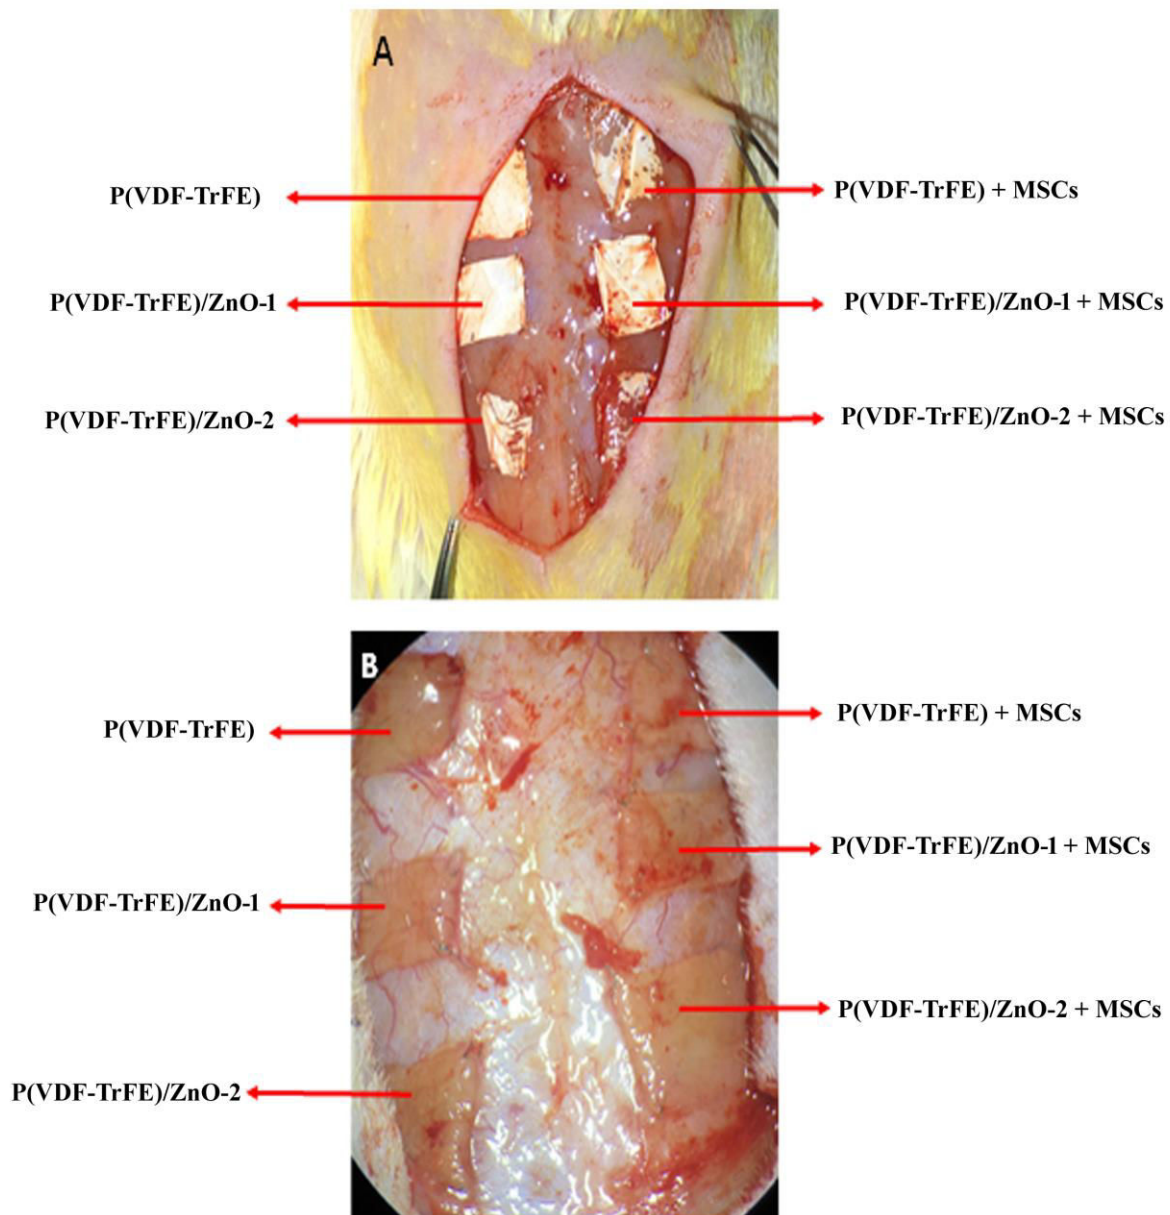 A
P(VDF-TrFE)
P(VDF-TrFE) + MSCs
P(VDF-TrFE)/ZnO-1
P(VDF-TrFE)/ZnO-1 + MSCs
P(VDF-TrFE)/ZnO-2
P(VDF-TrFE)/ZnO-2 + MSCs
B
P(VDF-TrFE)
P(VDF-TrFE) + MSCs
P(VDF-TrFE)/ZnO-1 + MSCs
P(VDF-TrFE)/ZnO-1
P(VDF-TrFE)/ZnO-2 + MSCs
P(VDF-TrFE)/ZnO-2